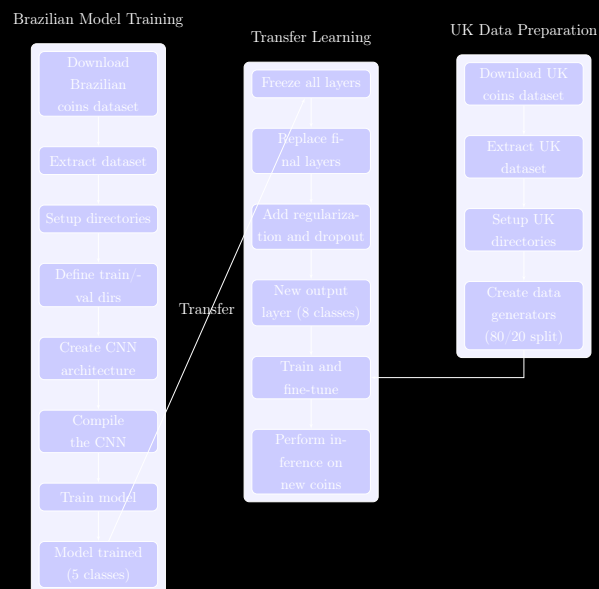 Brazilian Model Training
Download
Brazilian
coins dataset
Extract dataset
Setup directories
Define train/-
val dirs
Create CNN
architecture
Compile
the CNN
Train model
Model trained
(5 classes)
Transfer
Transfer Learning
Freeze all layers
Replace fi-
nal layers
Add regulariza-
tion and dropout
New output
layer (8 classes)
Train and
fine-tune
Perform in-
ference on
new coins
UK Data Preparation
Download UK
coins dataset
Extract UK
dataset
Setup UK
directories
Create data
generators
(80/20 split)